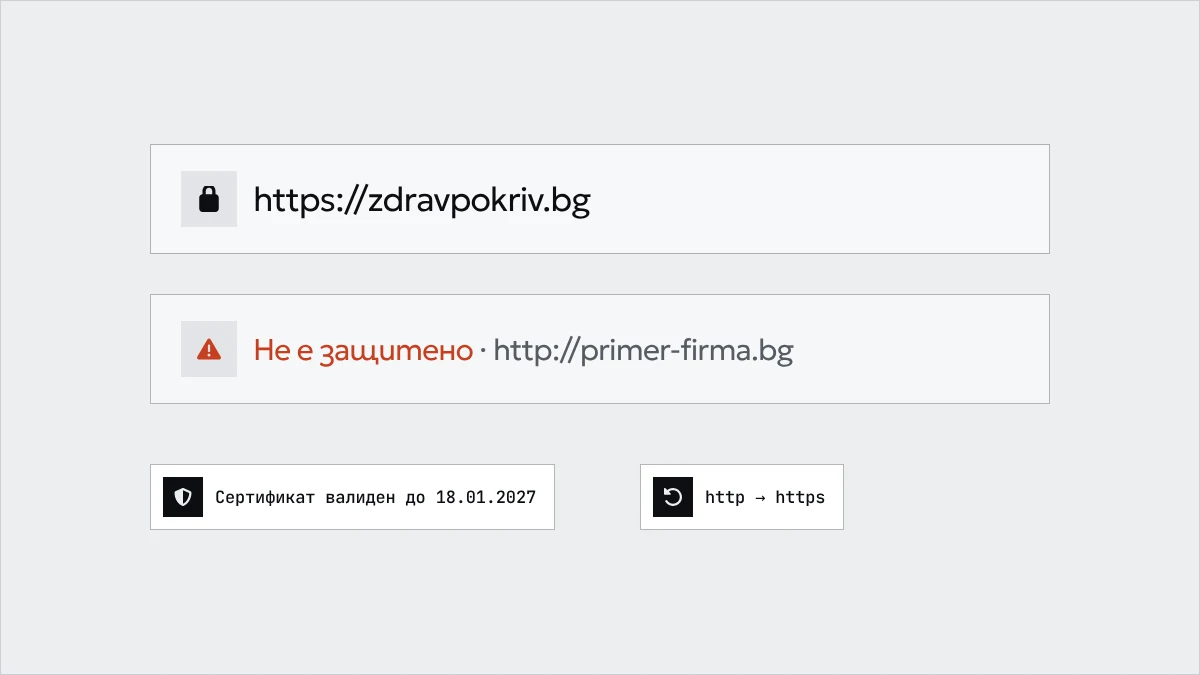 https://zdravpokriv.bg
Не е защитено · http://primer-firma.bg
Сертификат валиден до 18.01.2027
http → https